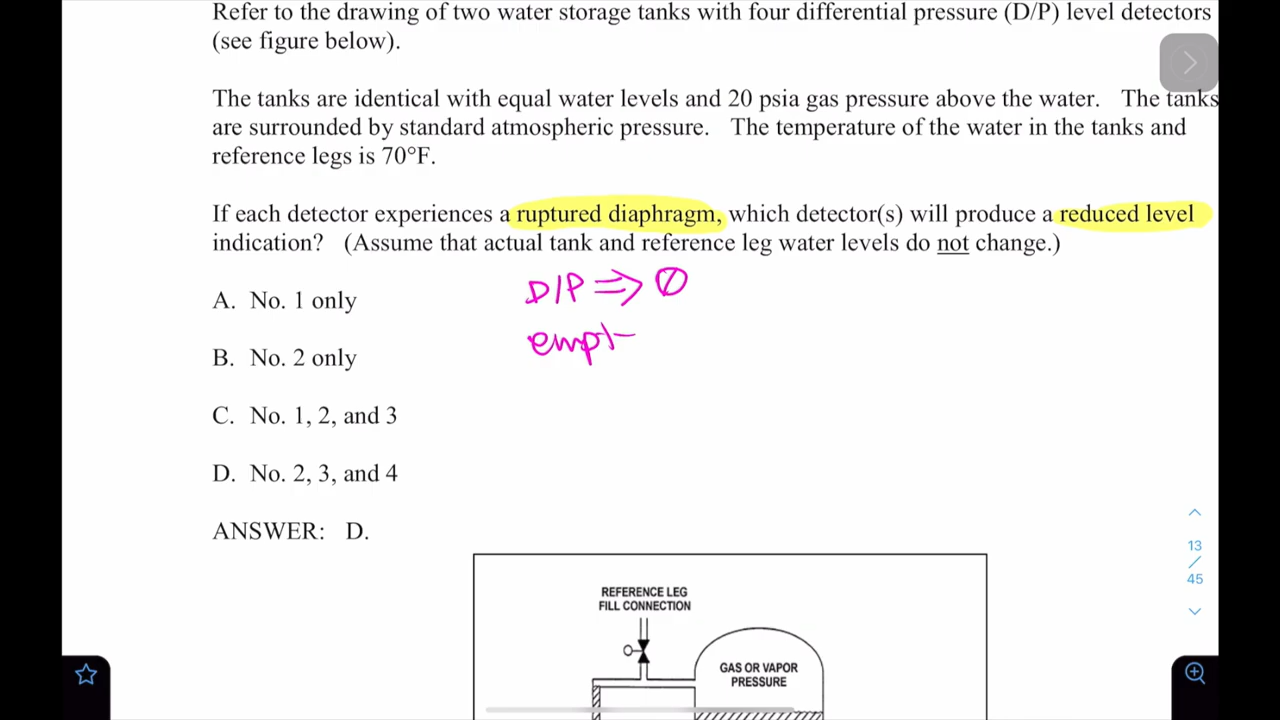 Refer to the drawing of two water storage tanks with four differential pressure (D/P) level detectors
(see figure below).
The tanks are identical with equal water levels and 20 psia gas pressure above the water. The tanks
are surrounded by standard atmospheric pressure. The temperature of the water in the tanks and
reference legs is 70°F.
If each detector experiences a ruptured diaphragm, which detector(s) will produce a reduced level
indication? (Assume that actual tank and reference leg water levels do not change.)
D/P ⇒ 0
empt
A. No. 1 only
B. No. 2 only
C. No. 1, 2, and 3
D. No. 2, 3, and 4
ANSWER: D.
13
/
45
REFERENCE LEG
FILL CONNECTION
GAS OR VAPOR
PRESSURE